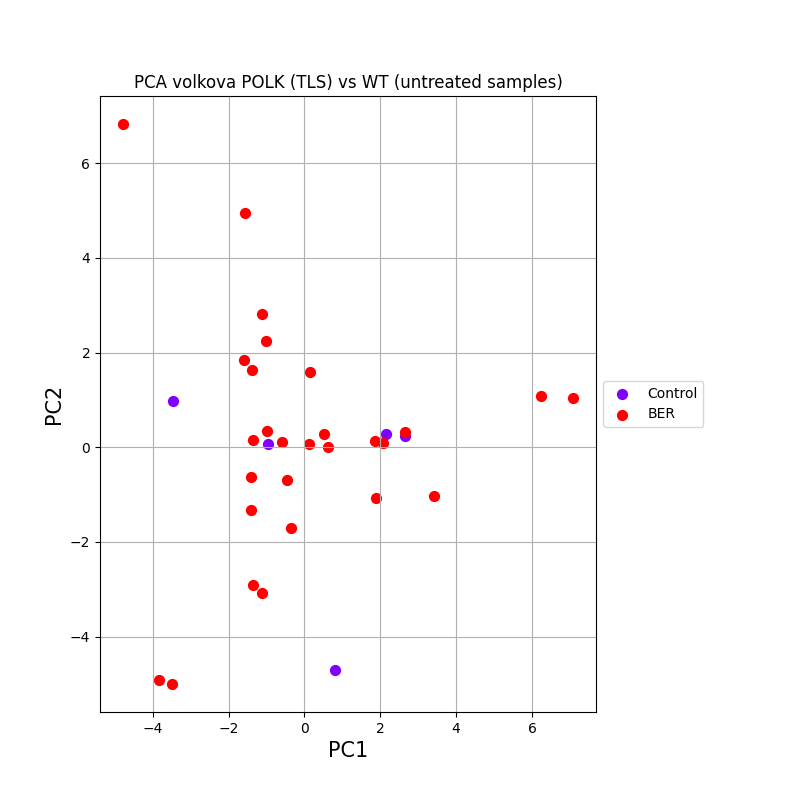 PCA volkova POLK (TLS) vs WT (untreated samples)
6
4
2
0
−2
−4
PC2
−4 −2 0 2 4 6
PC1
Control
BER